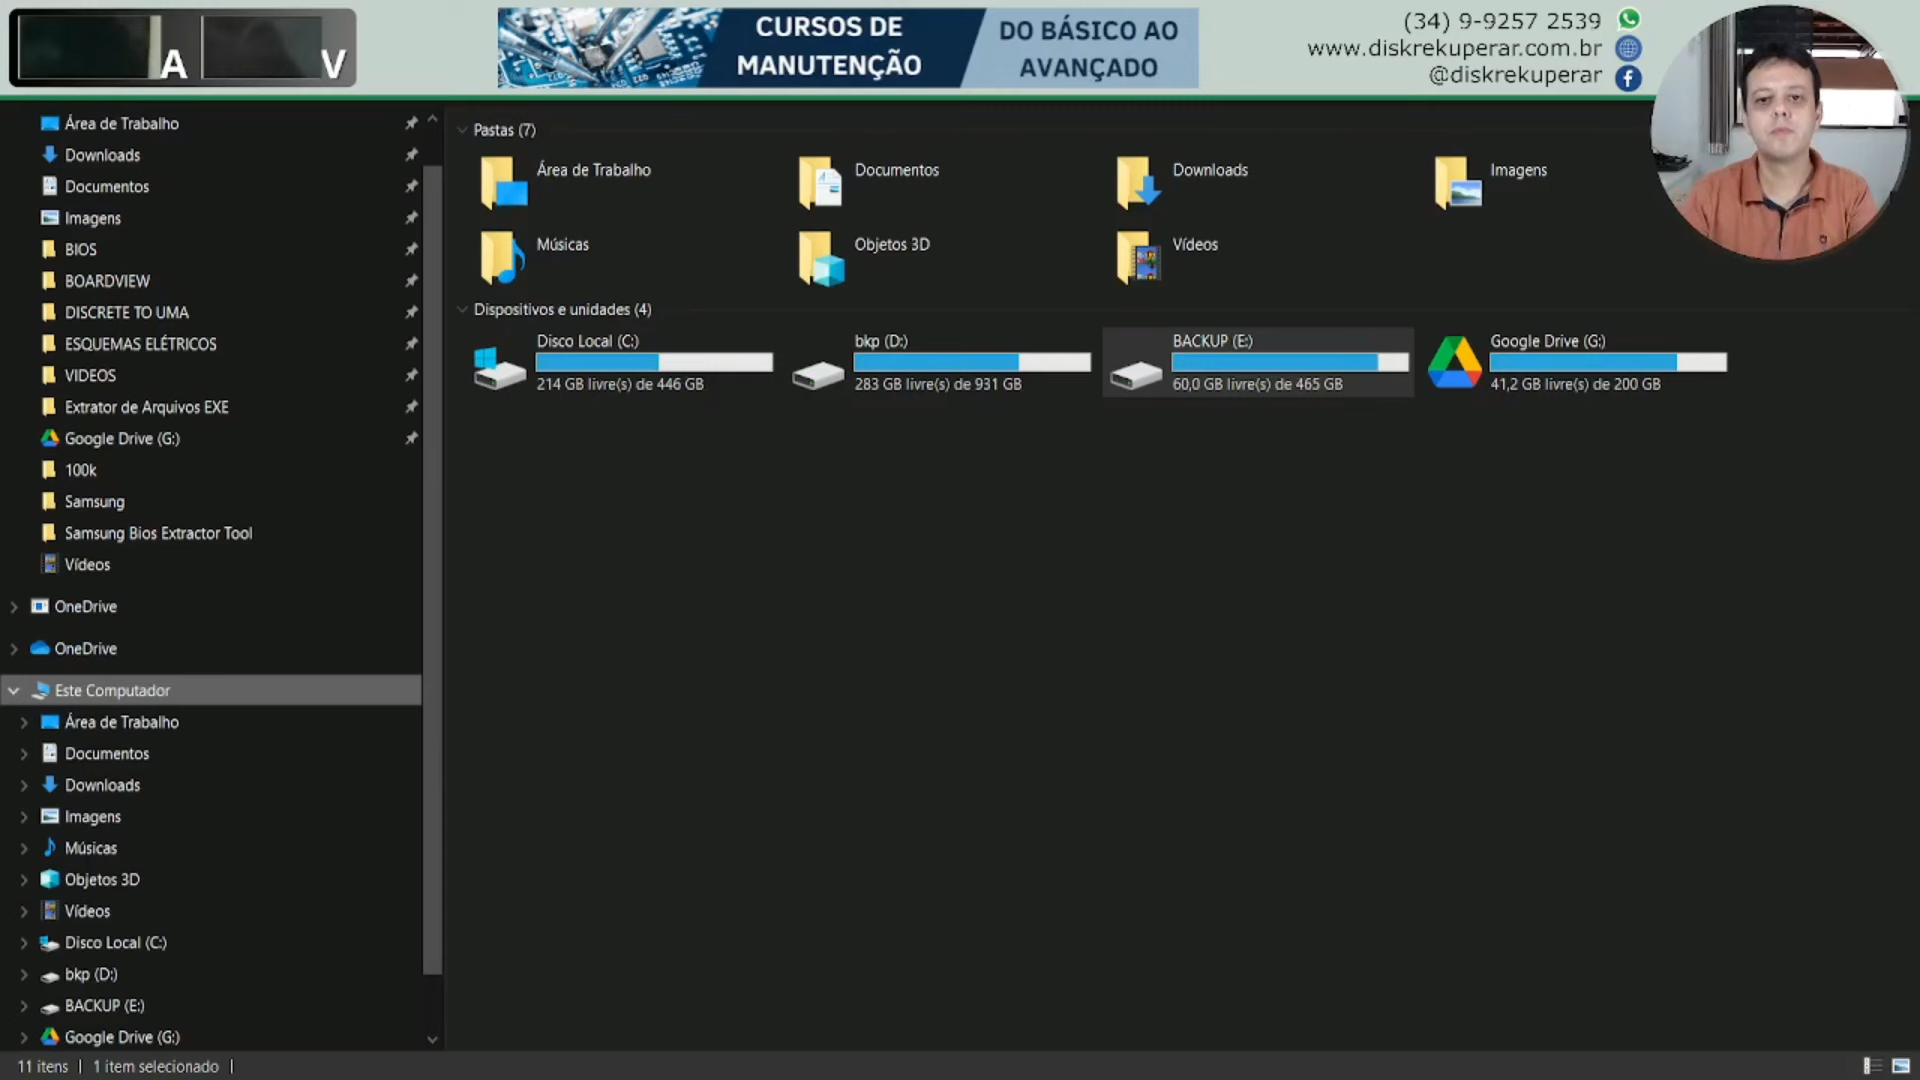 A
V
CURSOS DE
MANUTENÇÃO
DO BÁSICO AO
AVANÇADO
(34) 9-9257 2539
www.diskrekuperar.com.br
@diskrekuperar
Área de Trabalho
Downloads
Documentos
Imagens
BIOS
BOARDVIEW
DISCRETE TO UMA
ESQUEMAS ELÉTRICOS
VIDEOS
Extrator de Arquivos EXE
Google Drive (G:)
100k
Samsung
Samsung Bios Extractor Tool
Vídeos
OneDrive
OneDrive
Este Computador
Área de Trabalho
Documentos
Downloads
Imagens
Músicas
Objetos 3D
Vídeos
Disco Local (C:)
bkp (D:)
BACKUP (E:)
Google Drive (G:)
Pastas (7)
Área de Trabalho
Documentos
Downloads
Imagens
Músicas
Objetos 3D
Vídeos
Dispositivos e unidades (4)
Disco Local (C:)
214 GB livre(s) de 446 GB
bkp (D:)
283 GB livre(s) de 931 GB
BACKUP (E:)
60,0 GB livre(s) de 465 GB
Google Drive (G:)
41,2 GB livre(s) de 200 GB
11 itens
1 item selecionado